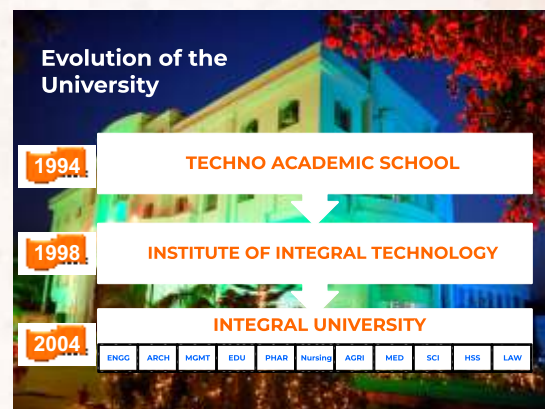 Evolution of the
University
1994
TECHNO ACADEMIC SCHOOL
1998
INSTITUTE OF INTEGRAL TECHNOLOGY
2004
INTEGRAL UNIVERSITY
ENGG ARCH MGMT EDU PHAR Nursing AGRI MED SCI HSS LAW